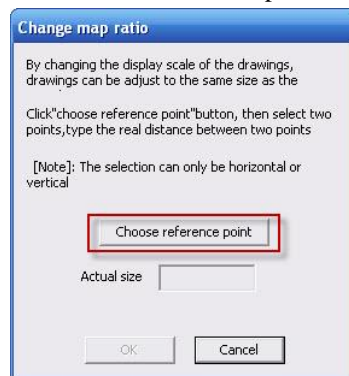 Change map ratio
By changing the display scale of the drawings,
drawings can be adjust to the same size as the
Click"choose reference point"button, then select two
points,type the real distance between two points
[Note]: The selection can only be horizontal or
vertical
Choose reference point
Actual size
OK
Cancel